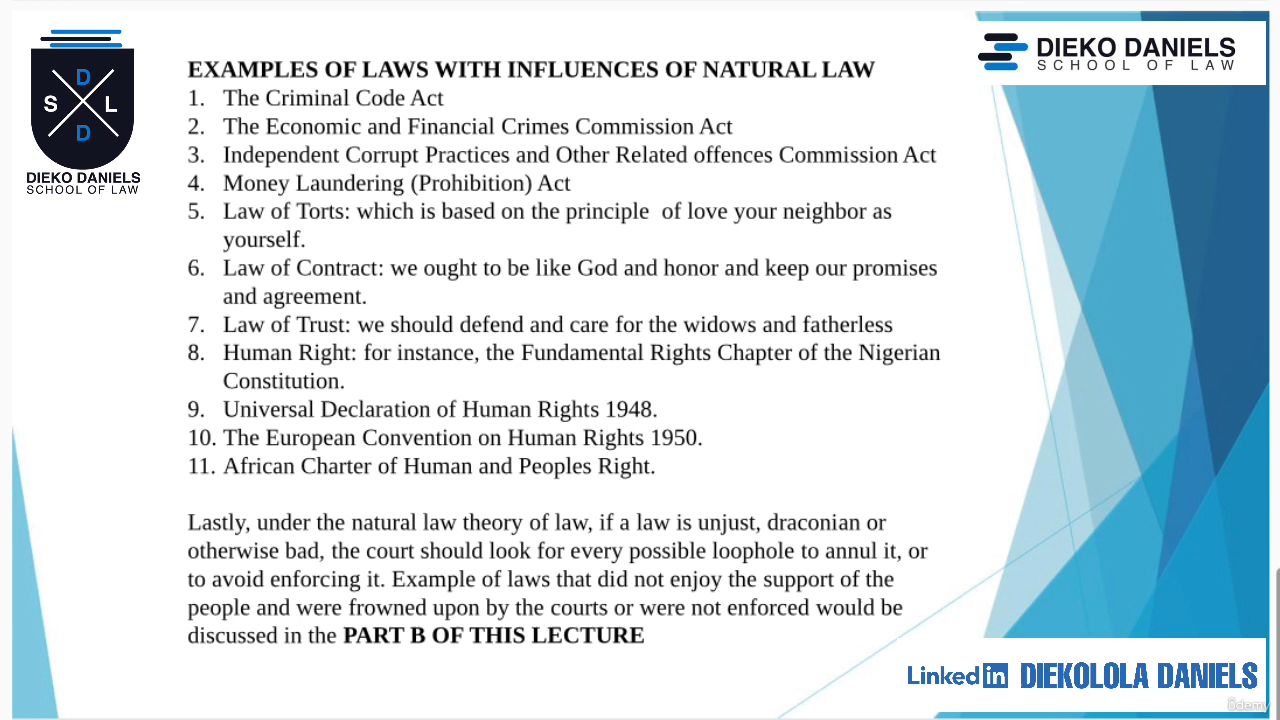 D
S L
D
DIEKO DANIELS
SCHOOL OF LAW
DIEKO DANIELS
SCHOOL OF LAW
EXAMPLES OF LAWS WITH INFLUENCES OF NATURAL LAW
1. The Criminal Code Act
2. The Economic and Financial Crimes Commission Act
3. Independent Corrupt Practices and Other Related offences Commission Act
4. Money Laundering (Prohibition) Act
5. Law of Torts: which is based on the principle  of love your neighbor as
yourself.
6. Law of Contract: we ought to be like God and honor and keep our promises
and agreement.
7. Law of Trust: we should defend and care for the widows and fatherless
8. Human Right: for instance, the Fundamental Rights Chapter of the Nigerian
Constitution.
9. Universal Declaration of Human Rights 1948.
10. The European Convention on Human Rights 1950.
11. African Charter of Human and Peoples Right.
Lastly, under the natural law theory of law, if a law is unjust, draconian or
otherwise bad, the court should look for every possible loophole to annul it, or
to avoid enforcing it. Example of laws that did not enjoy the support of the
people and were frowned upon by the courts or were not enforced would be
discussed in the PART B OF THIS LECTURE
Linked in DIEKOLOLA DANIELS
Udemy